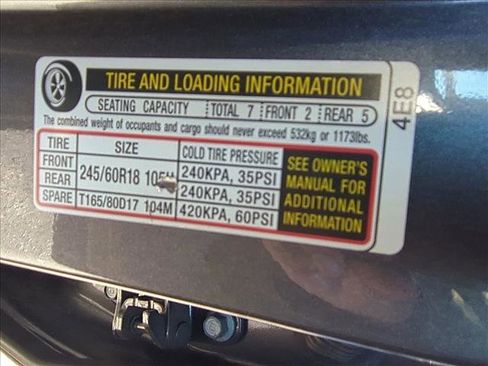 TIRE AND LOADING INFORMATION
SEATING CAPACITY TOTAL 7 FRONT 2 REAR 5
The combined weight of occupants and cargo should never exceed 532kg or 1173lbs.
TIRE SIZE COLD TIRE PRESSURE
FRONT 245/60R18 240KPA, 35PSI
REAR 240KPA, 35PSI
SPARE T165/80D17 104M 420KPA, 60PSI
SEE OWNER'S
MANUAL FOR
ADDITIONAL
INFORMATION
4E8